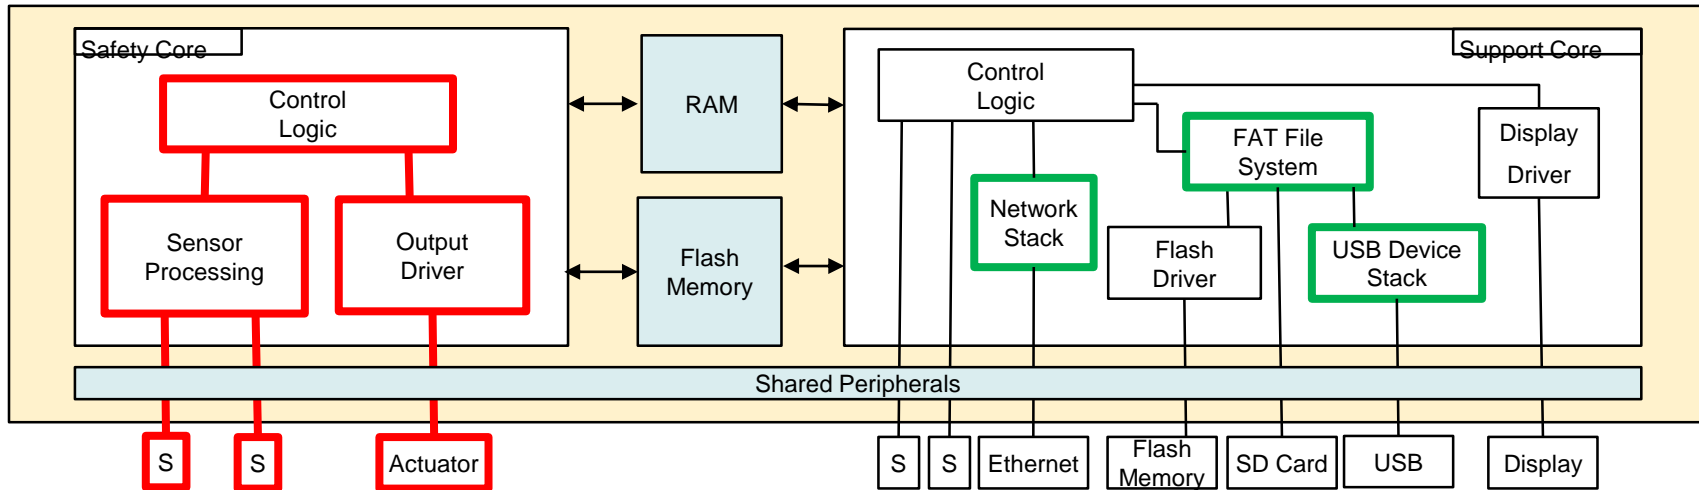 Safety Core
Control
Logic
Sensor
Processing
Output
Driver
RAM
Flash
Memory
Support Core
Control
Logic
Network
Stack
FAT File
System
Flash
Driver
USB Device
Stack
Display
Driver
Shared Peripherals
S
S
Actuator
S
S
Ethernet
Flash
Memory
SD Card
USB
Display